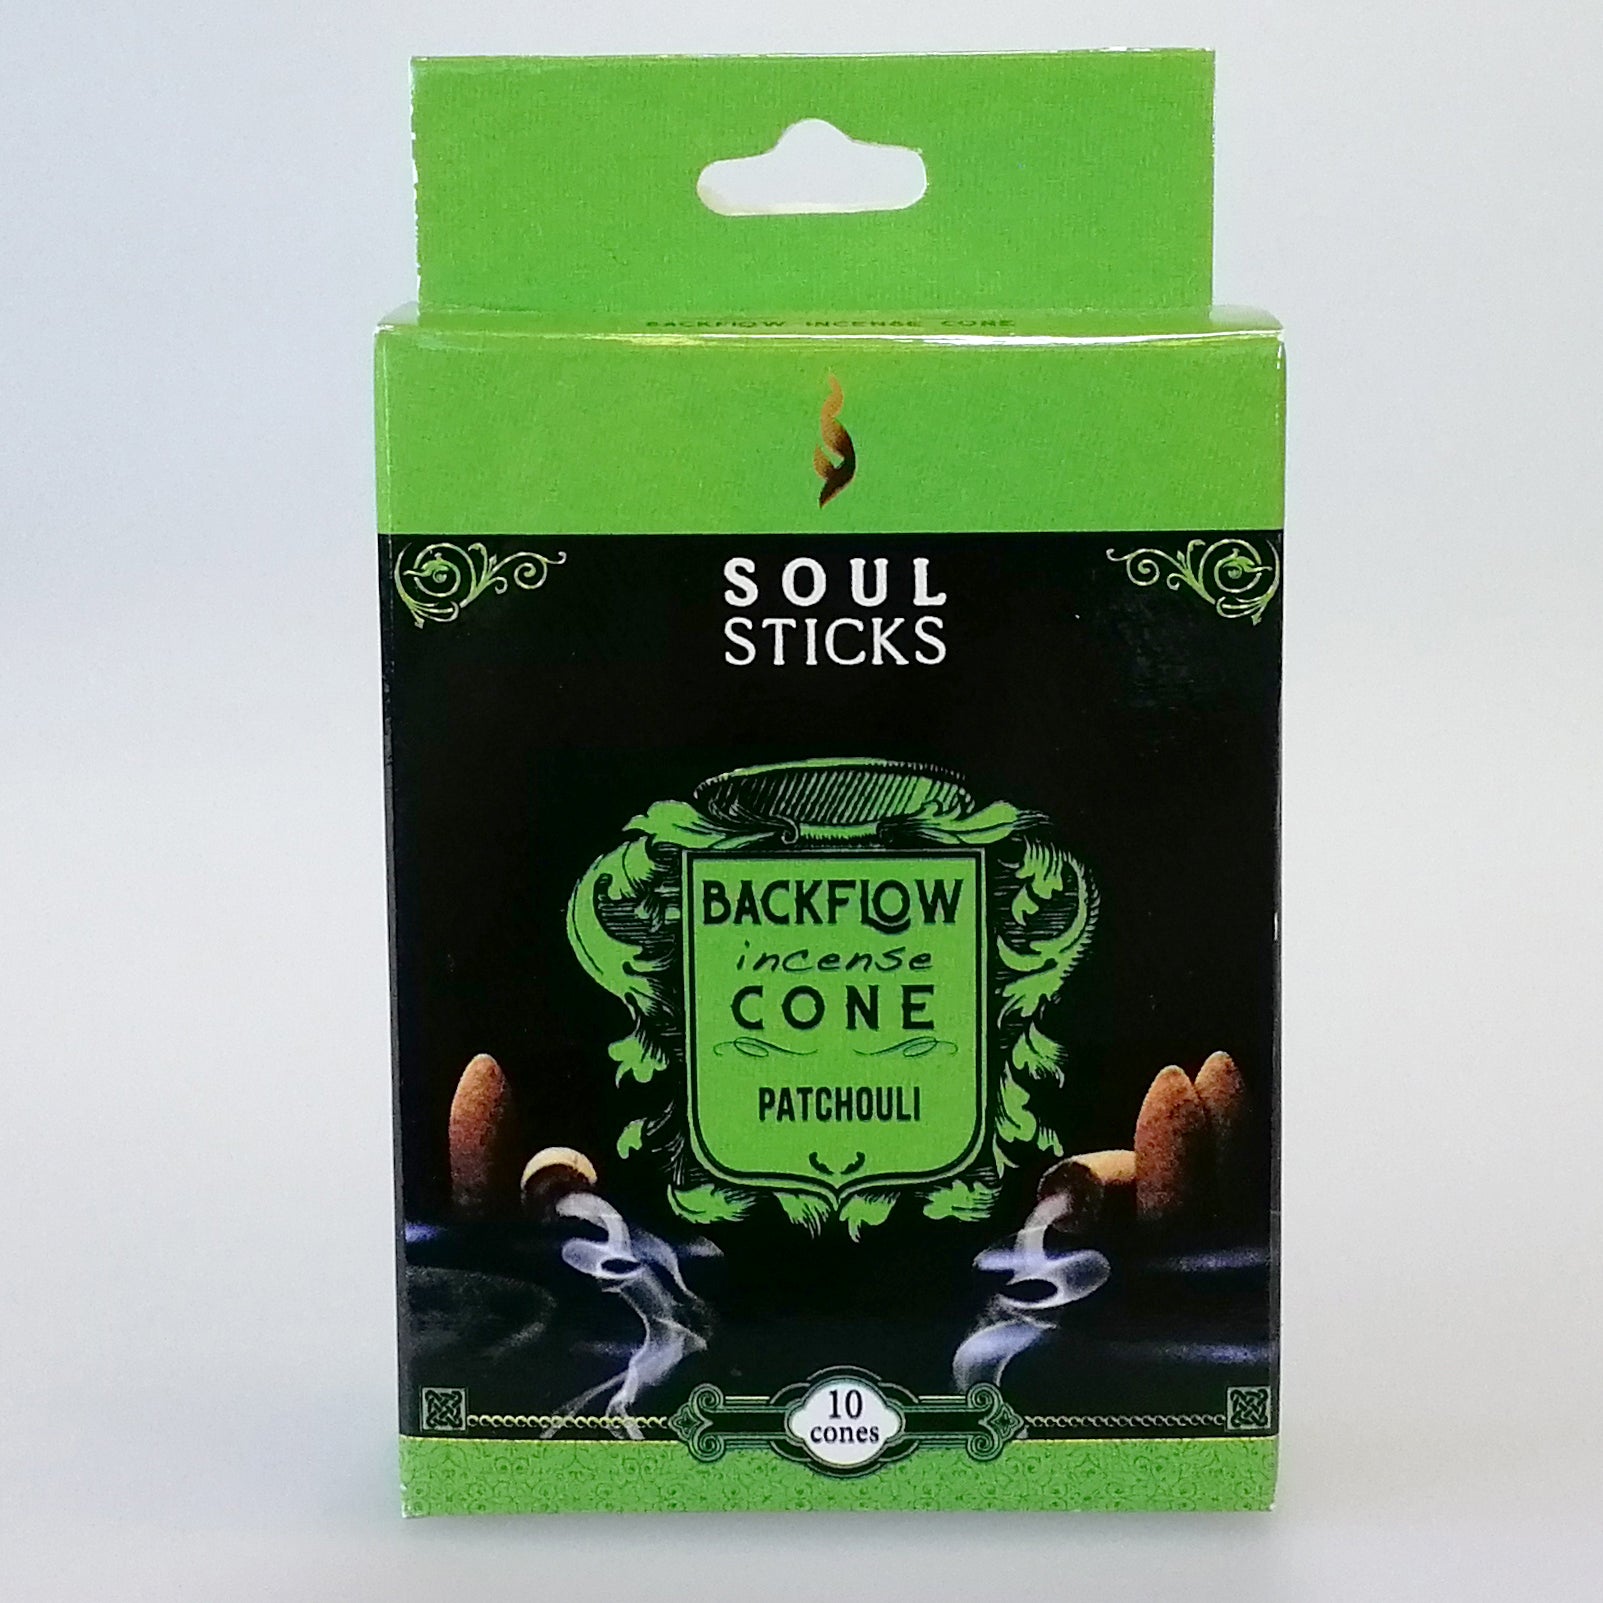 BACKFLOW INCENSE CONE
SOUL
STICKS
BACKFLOW
incense
CONE
PATCHOULI
10
cones